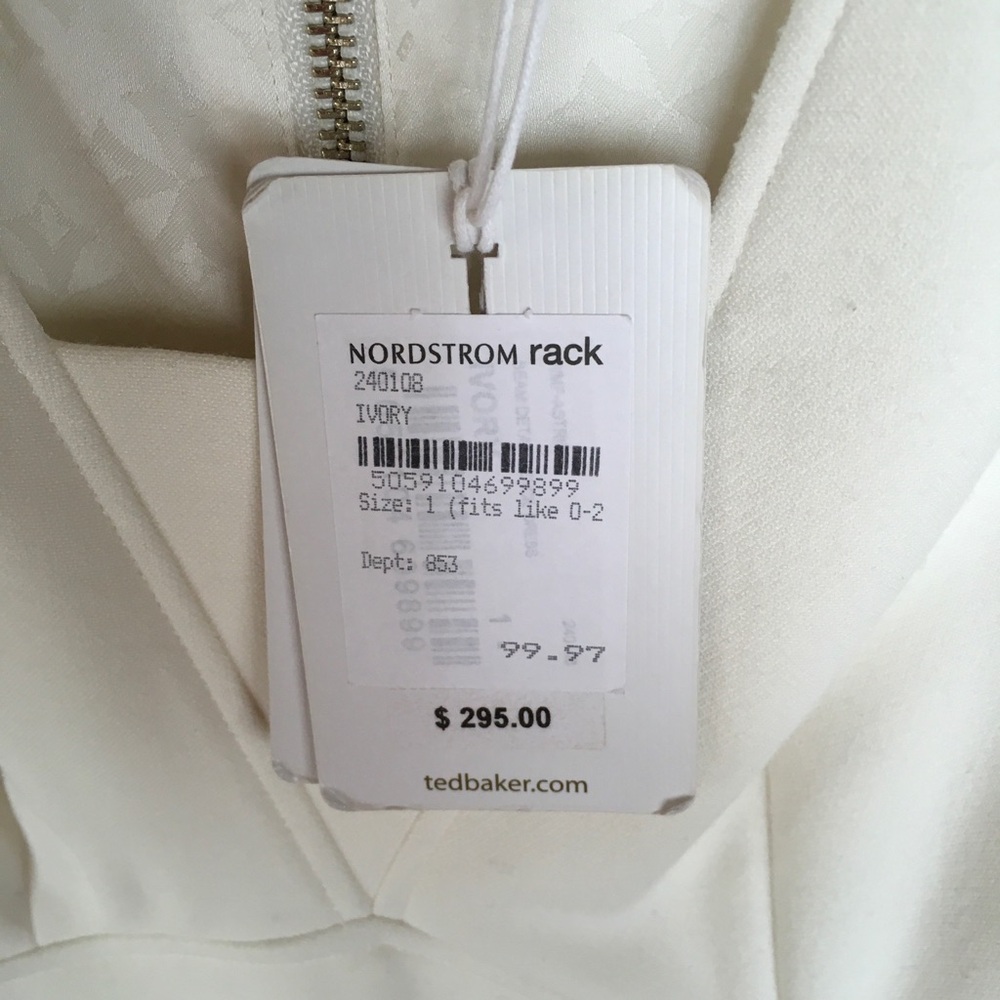 NORDSTROM rack
240108
IVORY
5059104699899
Size: 1 (fits like 0-2
Dept: 853
99.97
$ 295.00
tedbaker.com